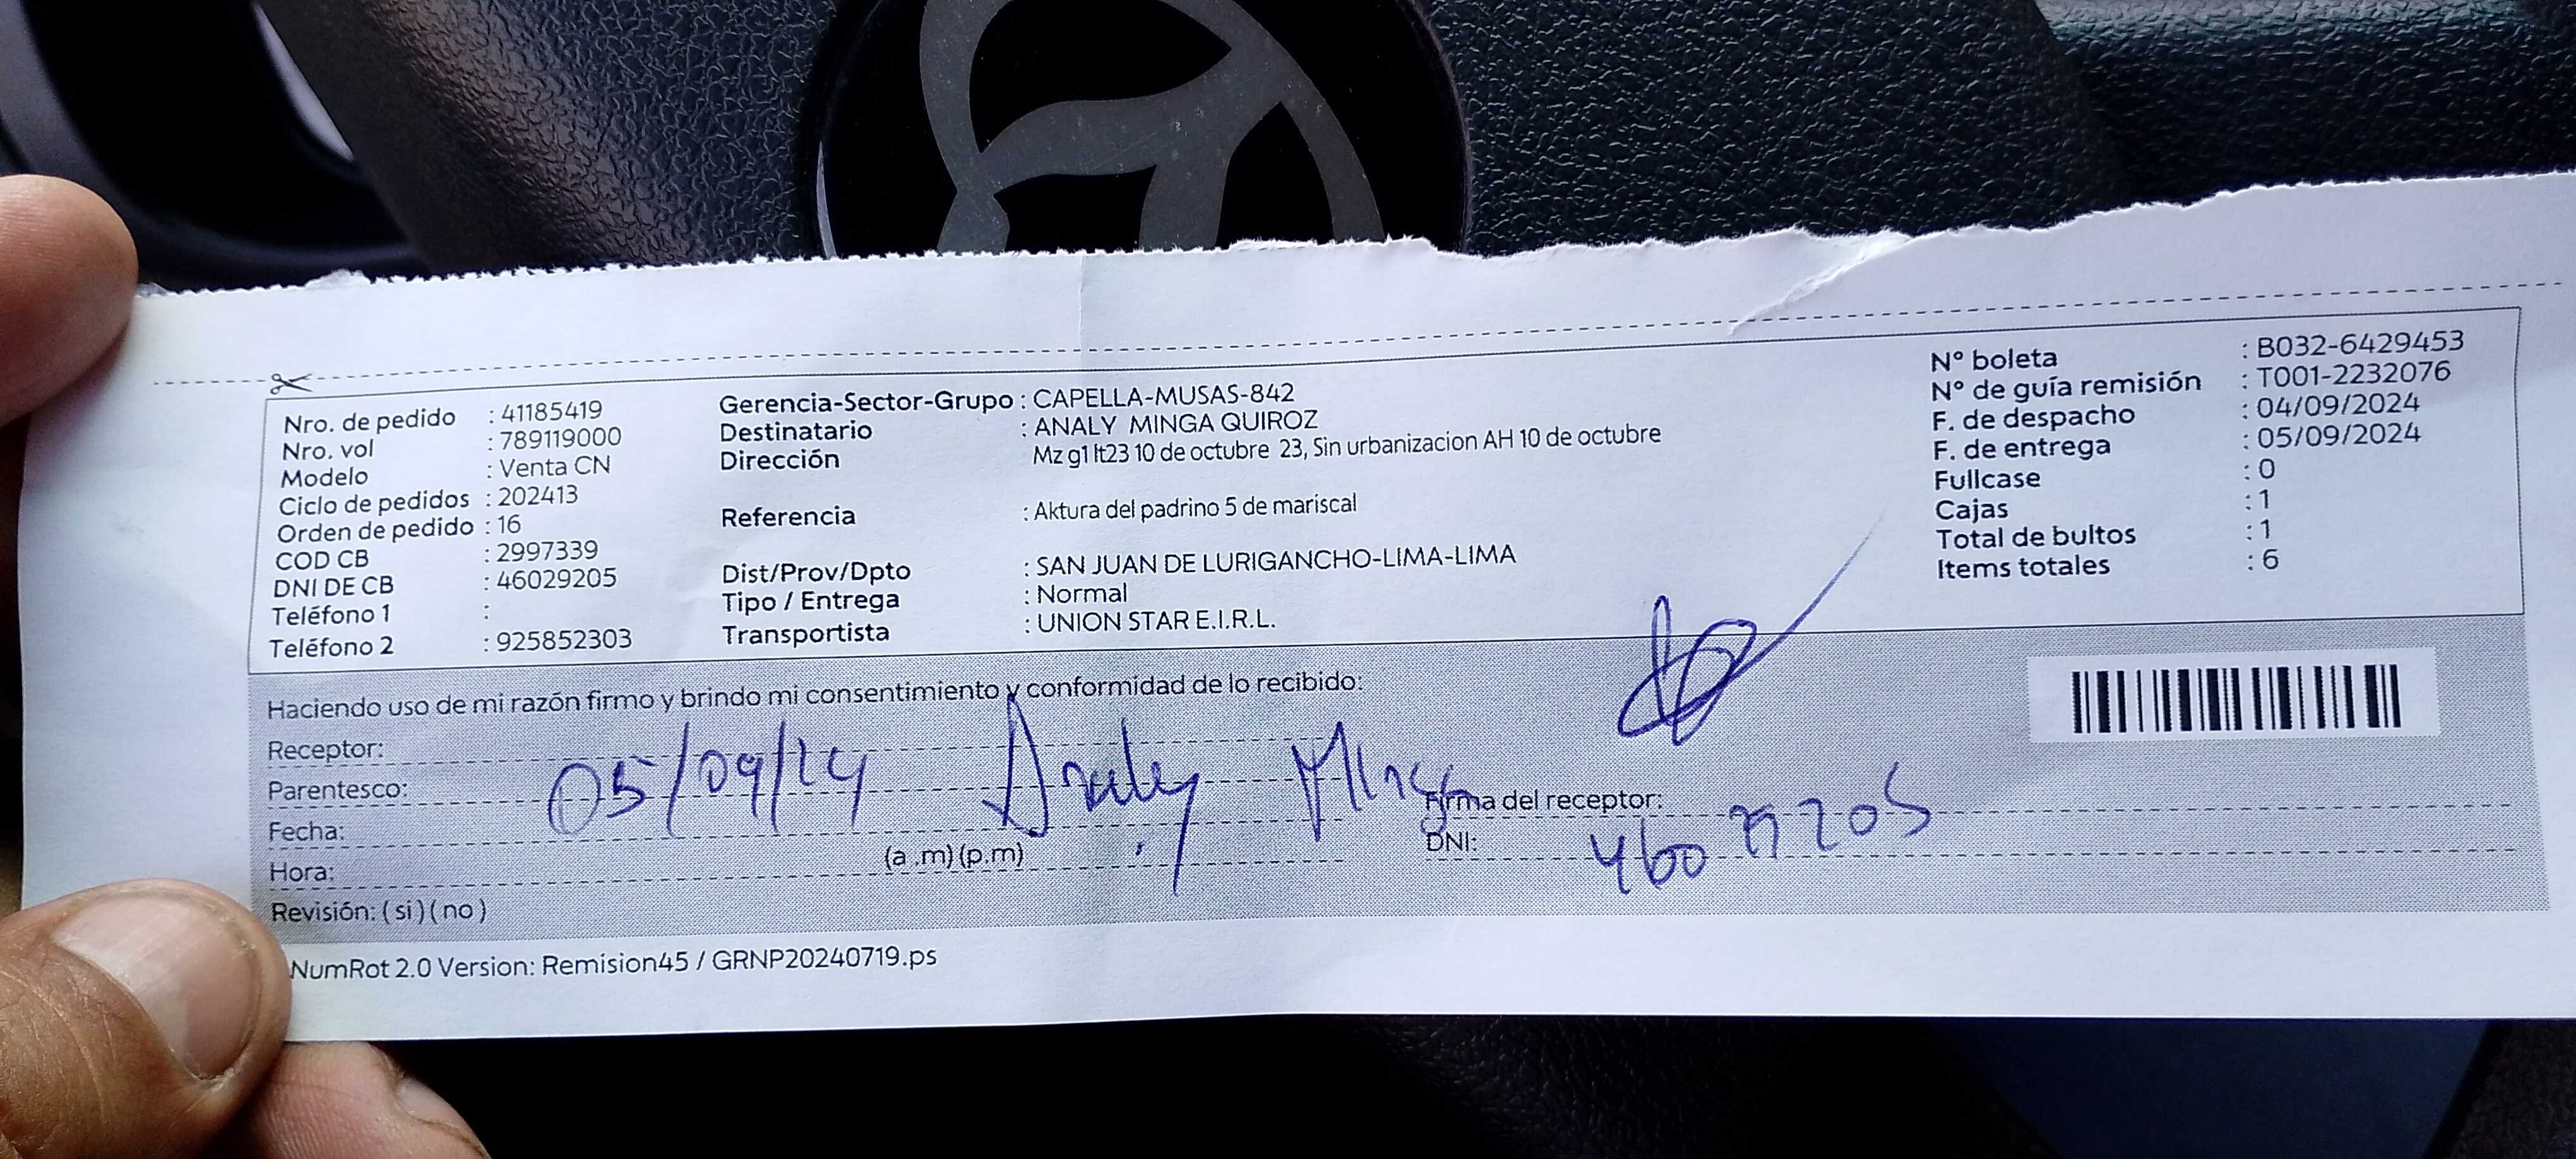 Nro. de pedido : 41185419
Nro. vol : 789119000
Modelo : Venta CN
Ciclo de pedidos : 202413
Orden de pedido : 16
COD CB : 2997339
DNI DE CB : 46029205
Teléfono 1 :
Teléfono 2 : 925852303
Gerencia-Sector-Grupo : CAPELLA-MUSAS-842
Destinatario : ANALY MINGA QUIROZ
Dirección Mz g1 lt23 10 de octubre 23, Sin urbanizacion AH 10 de octubre
Referencia : Aktura del padrino 5 de mariscal
Dist/Prov/Dpto : SAN JUAN DE LURIGANCHO-LIMA-LIMA
Tipo / Entrega : Normal
Transportista : UNION STAR E.I.R.L.
N° boleta : B032-6429453
N° de guía remisión : T001-2232076
F. de despacho : 04/09/2024
F. de entrega : 05/09/2024
Fullcase : 0
Cajas : 1
Total de bultos : 1
Items totales : 6
Haciendo uso de mi razón firmo y brindo mi consentimiento y conformidad de lo recibido:
Receptor:
Parentesco:
05/09/24 Analy Minga
Fecha:
Hora: (a .m) (p.m)
Revisión: ( si ) ( no )
Firma del receptor:
DNI:
NumRot 2.0 Version: Remision45 / GRNP20240719.ps